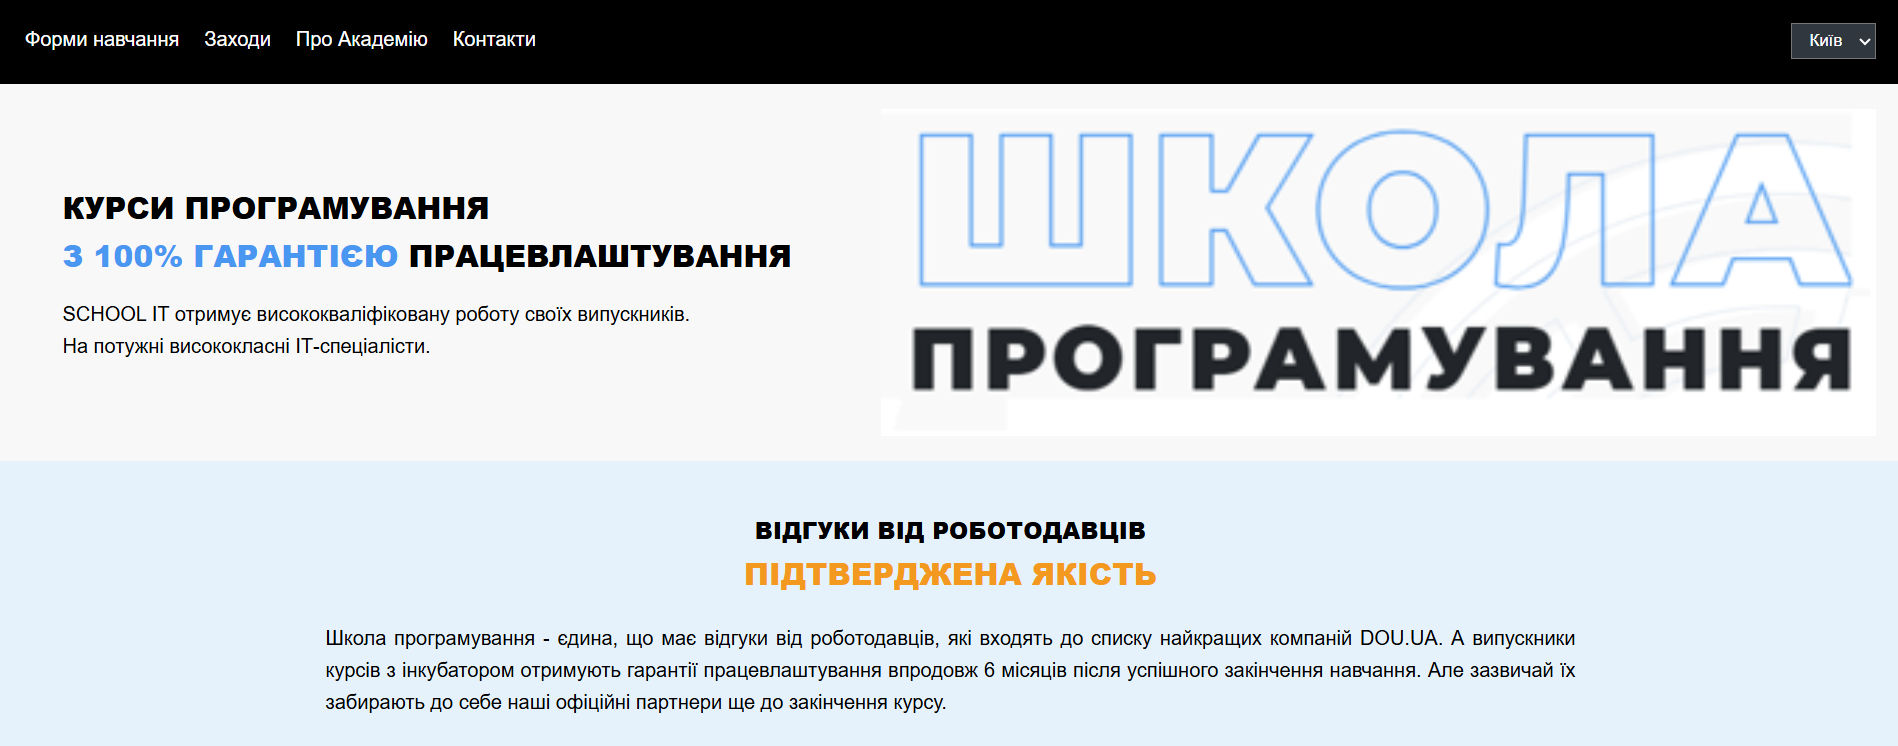 Форми навчання Заходи Про Академію Контакти Київ
КУРСИ ПРОГРАМУВАННЯ
З 100% ГАРАНТІЄЮ ПРАЦЕВЛАШТУВАННЯ
SCHOOL IT отримує висококваліфіковану роботу своїх випускників.
На потужні висококласні IT-спеціалісти.
ШКОЛА
ПРОГРАМУВАННЯ
ВІДГУКИ ВІД РОБОТОДАВЦІВ
ПІДТВЕРДЖЕНА ЯКІСТЬ
Школа програмування - єдина, що має відгуки від роботодавців, які входять до списку найкращих компаній DOU.UA. А випускники
курсів з інкубатором отримують гарантії працевлаштування впродовж 6 місяців після успішного закінчення навчання. Але зазвичай їх
забирають до себе наші офіційні партнери ще до закінчення курсу.